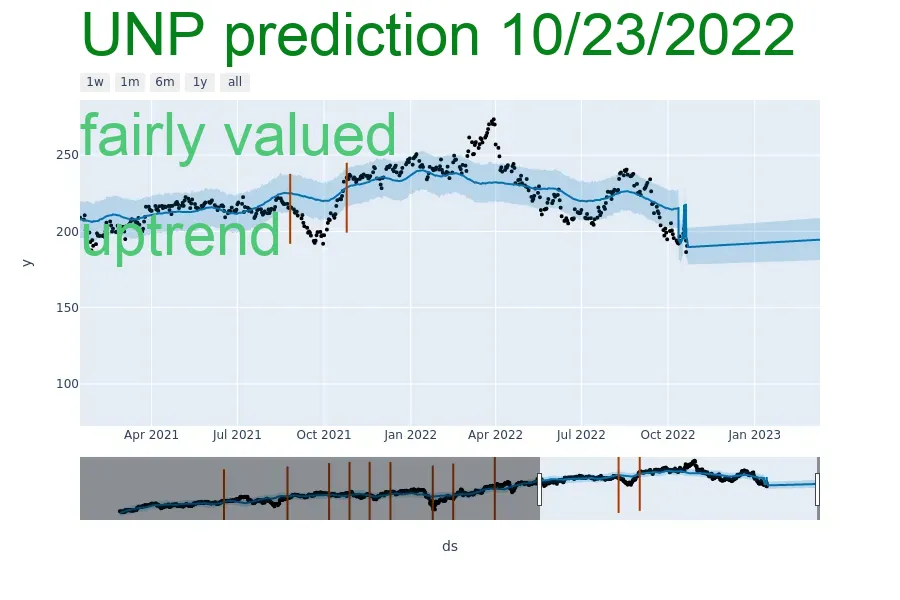 UNP prediction 10/23/2022
1w 1m 6m 1y all
fairly valued
uptrend
y
250
200
150
100
Apr 2021 Jul 2021 Oct 2021 Jan 2022 Apr 2022 Jul 2022 Oct 2022 Jan 2023
ds